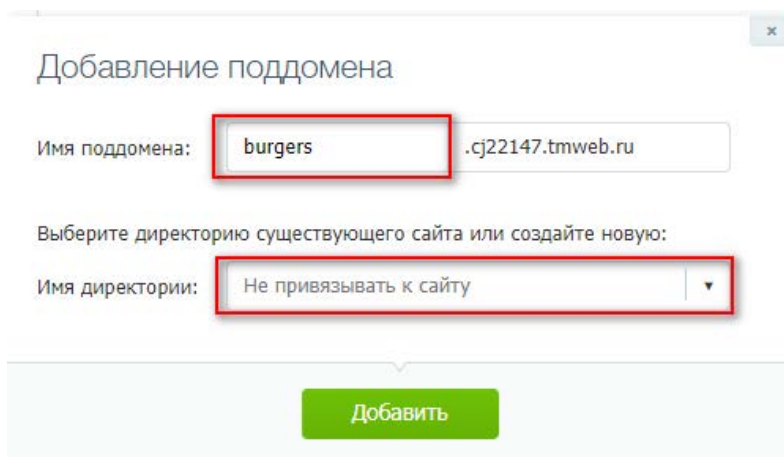 Добавление поддомена
Имя поддомена: burgers .cj22147.tmweb.ru
Выберите директорию существующего сайта или создайте новую:
Имя директории: Не привязывать к сайту
Добавить